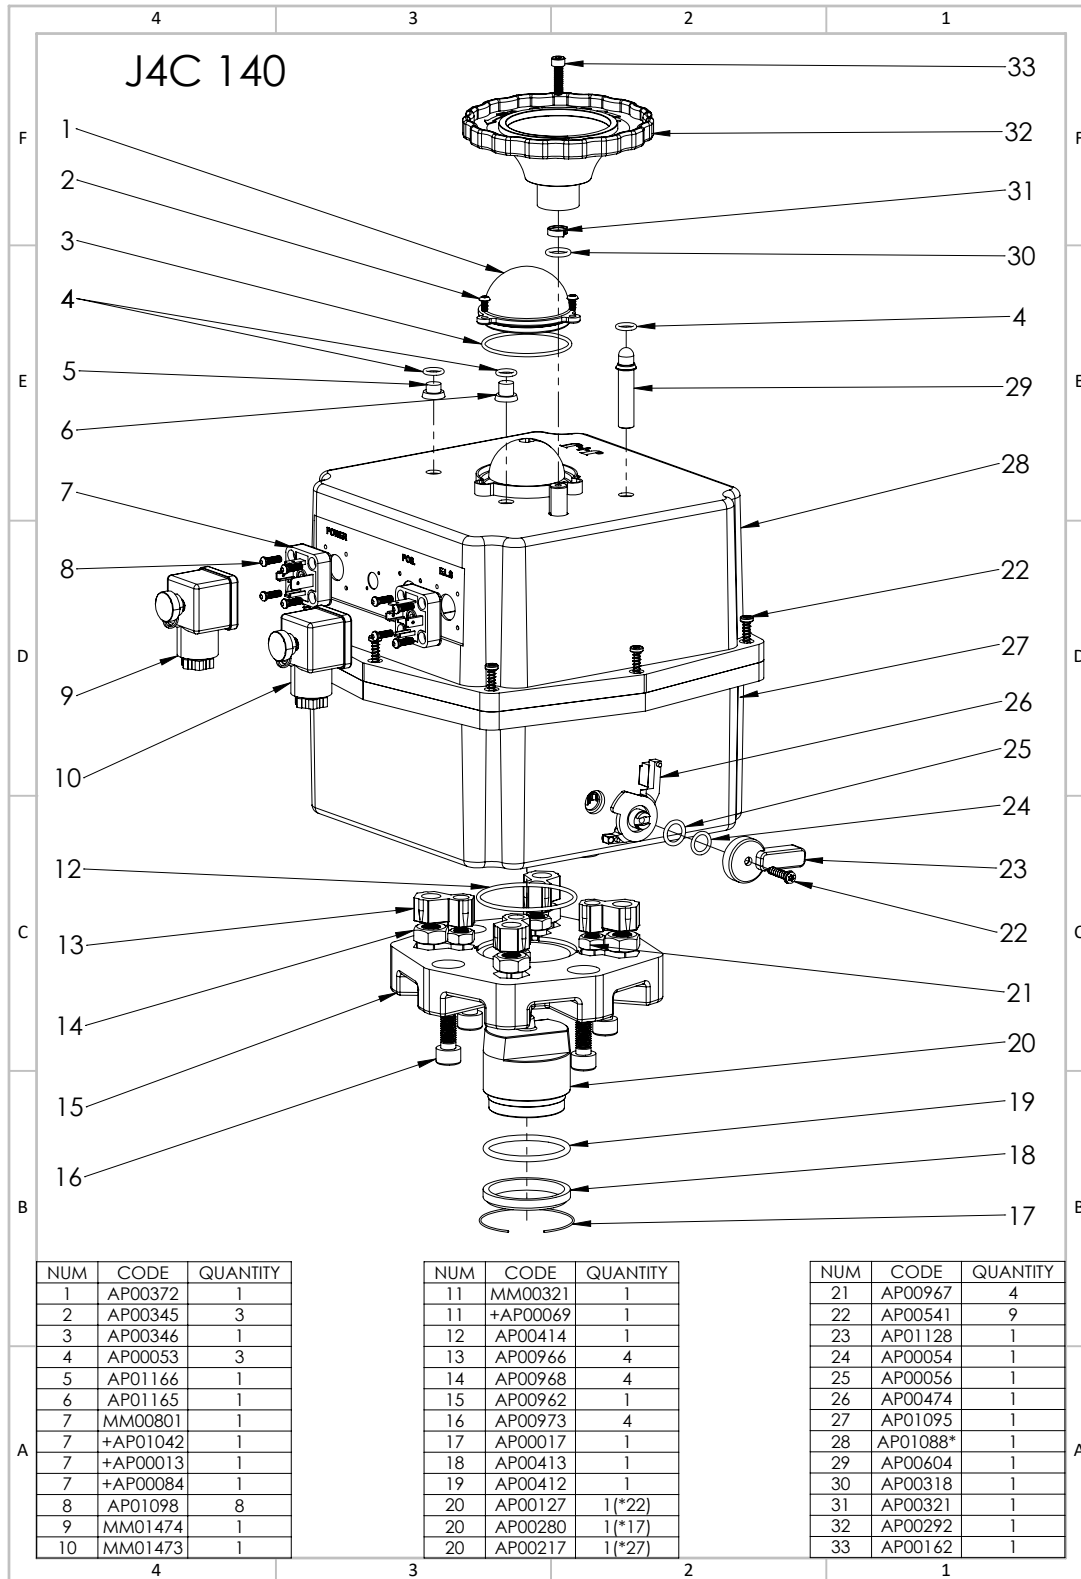 4 3 2 1
J4C 140
F
F
E
E
D
D
C
C
B
B
A
A
1
2
3
4
5
6
7
8
9
10
12
13
14
15
16
33
32
31
30
4
29
28
22
27
26
25
24
23
22
21
20
19
18
17
POWER
POS.
NUM CODE QUANTITY
1 AP00372 1
2 AP00345 3
3 AP00346 1
4 AP00053 3
5 AP01166 1
6 AP01165 1
7 MM00801 1
7 +AP01042 1
7 +AP00013 1
7 +AP00084 1
8 AP01098 8
9 MM01474 1
10 MM01473 1
NUM CODE QUANTITY
11 MM00321 1
11 +AP00069 1
12 AP00414 1
13 AP00966 4
14 AP00968 4
15 AP00962 1
16 AP00973 4
17 AP00017 1
18 AP00413 1
19 AP00412 1
20 AP00127 1(*22)
20 AP00280 1(*17)
20 AP00217 1(*27)
NUM CODE QUANTITY
21 AP00967 4
22 AP00541 9
23 AP01128 1
24 AP00054 1
25 AP00056 1
26 AP00474 1
27 AP01095 1
28 AP01088* 1
29 AP00604 1
30 AP00318 1
31 AP00321 1
32 AP00292 1
33 AP00162 1
4 3 2 1